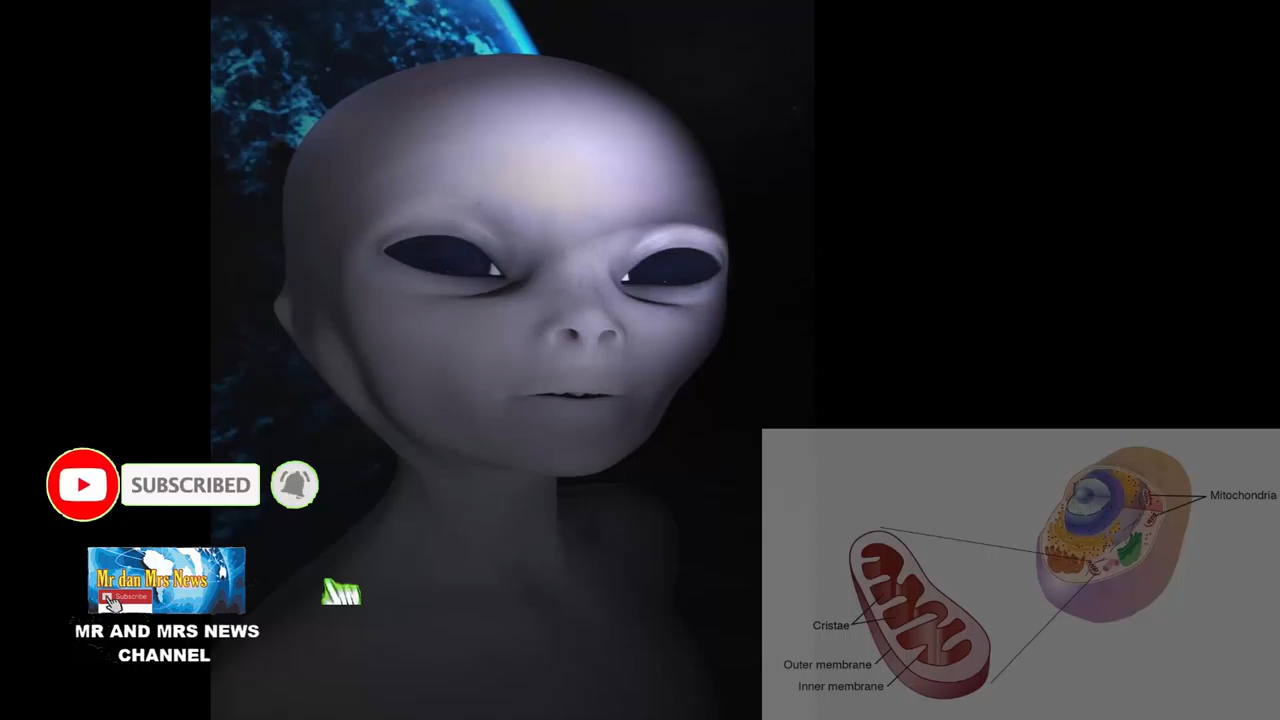 SUBSCRIBED
Mr dan Mrs News
Subscribe
MR AND MRS NEWS
CHANNEL
Mitochondria
Cristae
Outer membrane
Inner membrane